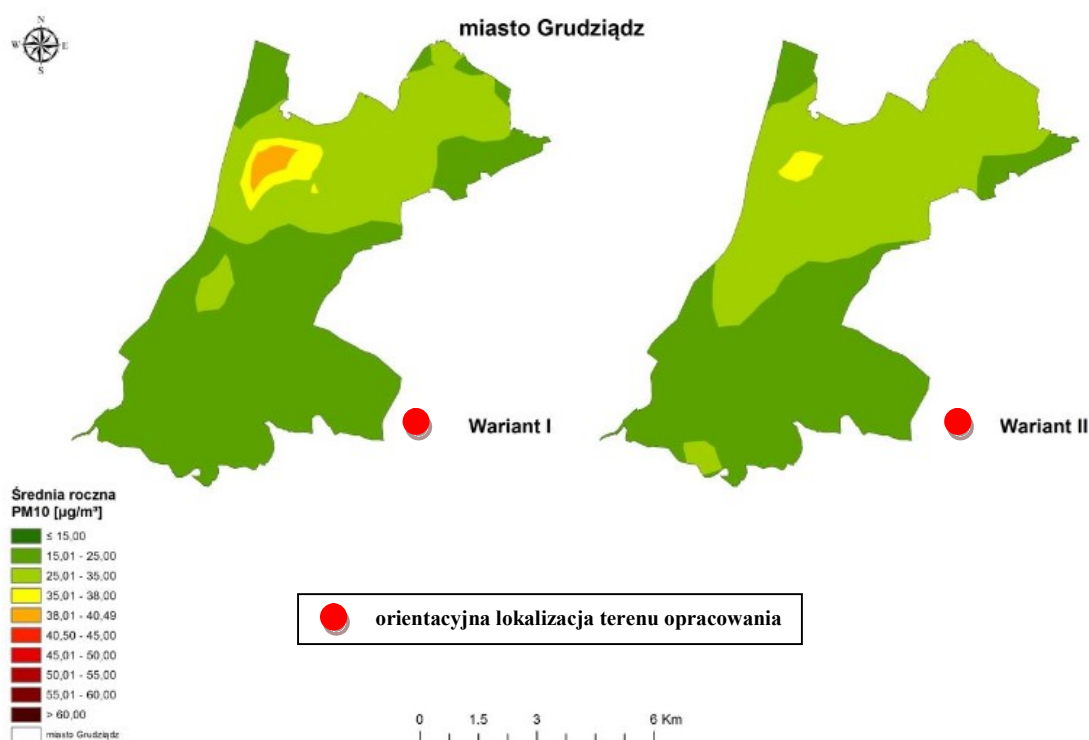 miasto Grudziądz
N
W E
S
Wariant I
Wariant II
Średnia roczna
PM10 [µg/m³]
≤ 15,00
15,01 - 25,00
25,01 - 35,00
35,01 - 38,00
38,01 - 40,49
40,50 - 45,00
45,01 - 50,00
50,01 - 55,00
55,01 - 60,00
> 60,00
miasto Grudziądz
orientacyjna lokalizacja terenu opracowania
0 1.5 3 6 Km